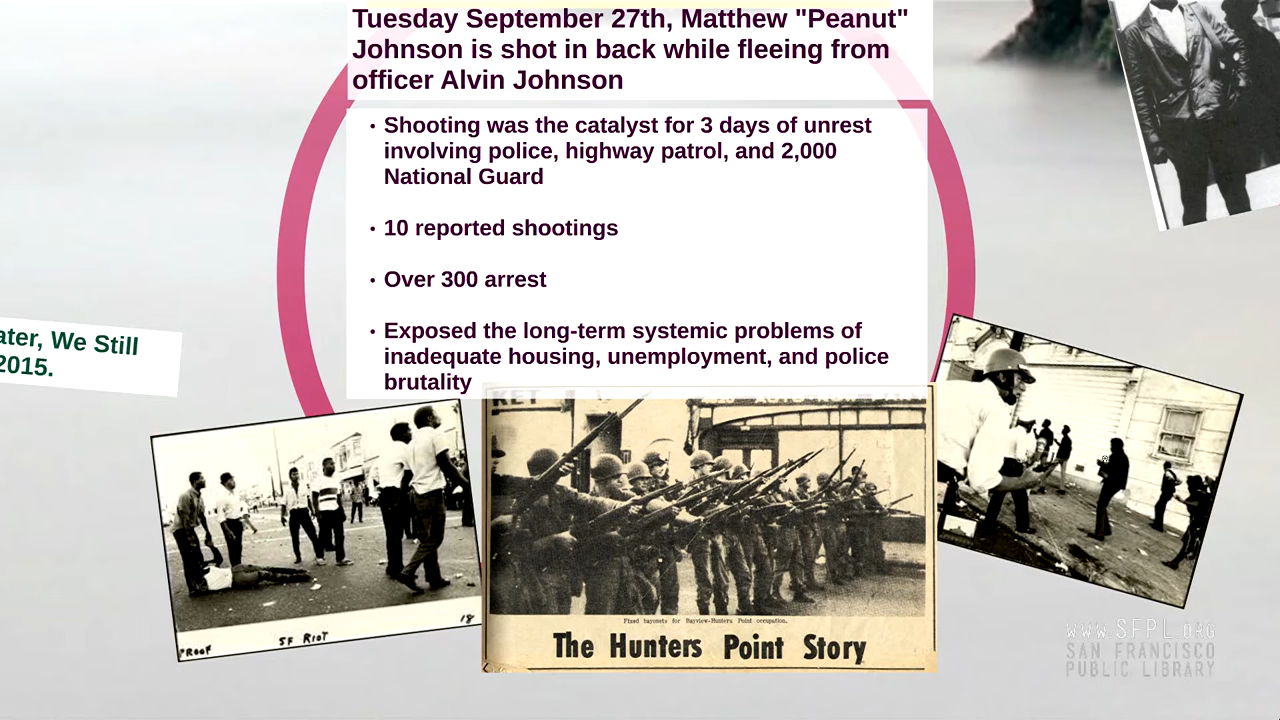 Tuesday September 27th, Matthew "Peanut"
Johnson is shot in back while fleeing from
officer Alvin Johnson
• Shooting was the catalyst for 3 days of unrest
involving police, highway patrol, and 2,000
National Guard
• 10 reported shootings
• Over 300 arrest
• Exposed the long-term systemic problems of
inadequate housing, unemployment, and police
brutality
ater, We Still
2015.
KET
Fixed bayonets for Bayview-Hunters Point occupation.
The Hunters Point Story
PROOF
SF RIOT
18
WWW.SFPL.ORG
SAN FRANCISCO
PUBLIC LIBRARY